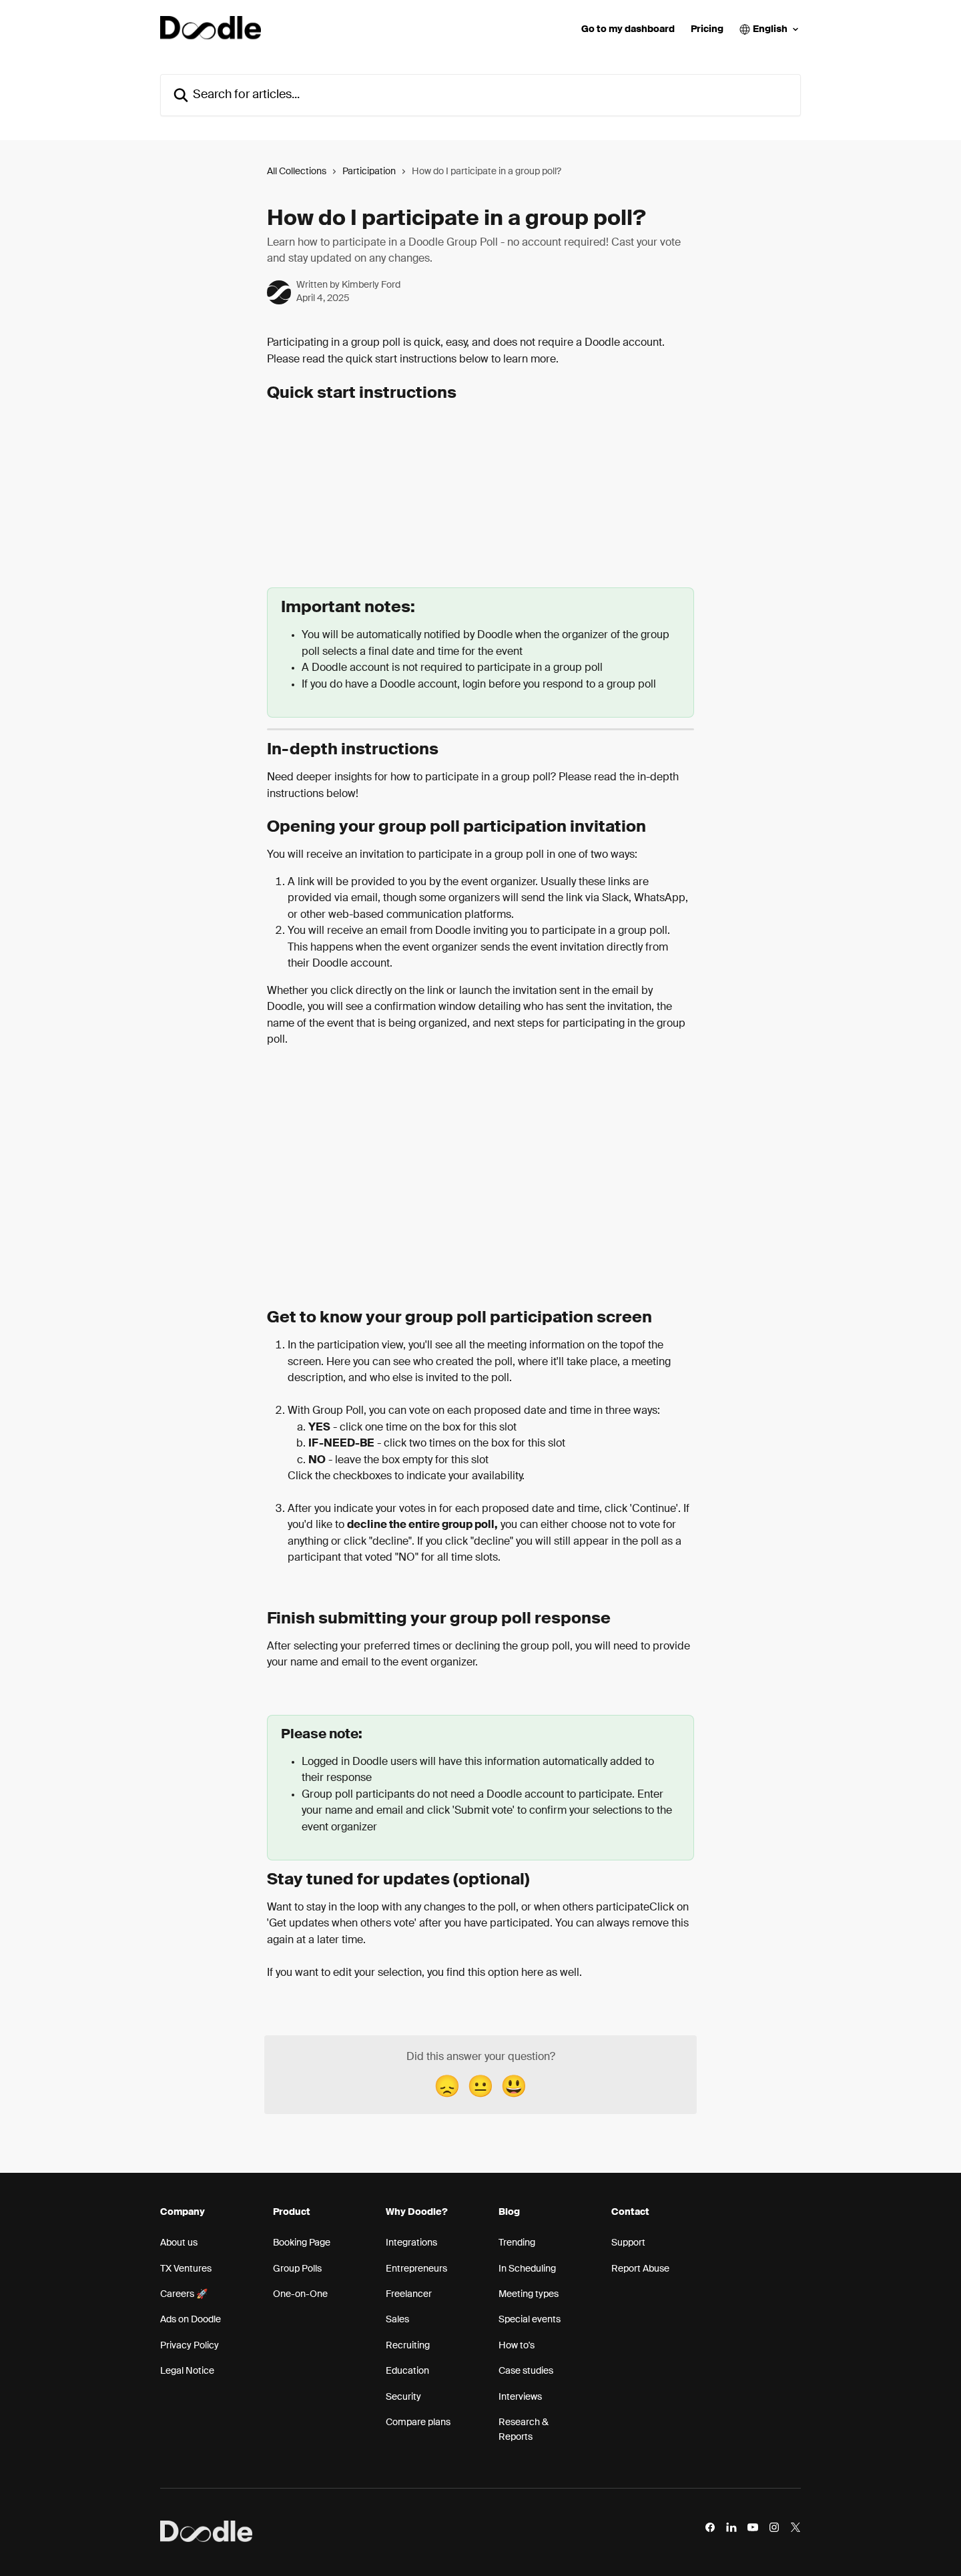 Doodle
Go to my dashboard Pricing English
Search for articles...
All Collections Participation How do I participate in a group poll?
How do I participate in a group poll?
Learn how to participate in a Doodle Group Poll - no account required! Cast your vote
and stay updated on any changes.
Written by Kimberly Ford
April 4, 2025
Participating in a group poll is quick, easy, and does not require a Doodle account.
Please read the quick start instructions below to learn more.
Quick start instructions
Important notes:
• You will be automatically notified by Doodle when the organizer of the group
poll selects a final date and time for the event
• A Doodle account is not required to participate in a group poll
• If you do have a Doodle account, login before you respond to a group poll
In-depth instructions
Need deeper insights for how to participate in a group poll? Please read the in-depth
instructions below!
Opening your group poll participation invitation
You will receive an invitation to participate in a group poll in one of two ways:
1. A link will be provided to you by the event organizer. Usually these links are
provided via email, though some organizers will send the link via Slack, WhatsApp,
or other web-based communication platforms.
2. You will receive an email from Doodle inviting you to participate in a group poll.
This happens when the event organizer sends the event invitation directly from
their Doodle account.
Whether you click directly on the link or launch the invitation sent in the email by
Doodle, you will see a confirmation window detailing who has sent the invitation, the
name of the event that is being organized, and next steps for participating in the group
poll.
Get to know your group poll participation screen
1. In the participation view, you'll see all the meeting information on the topof the
screen. Here you can see who created the poll, where it'll take place, a meeting
description, and who else is invited to the poll.
2. With Group Poll, you can vote on each proposed date and time in three ways:
a. YES - click one time on the box for this slot
b. IF-NEED-BE - click two times on the box for this slot
c. NO - leave the box empty for this slot
Click the checkboxes to indicate your availability.
3. After you indicate your votes in for each proposed date and time, click 'Continue'. If
you'd like to decline the entire group poll, you can either choose not to vote for
anything or click "decline". If you click "decline" you will still appear in the poll as a
participant that voted "NO" for all time slots.
Finish submitting your group poll response
After selecting your preferred times or declining the group poll, you will need to provide
your name and email to the event organizer.
Please note:
• Logged in Doodle users will have this information automatically added to
their response
• Group poll participants do not need a Doodle account to participate. Enter
your name and email and click 'Submit vote' to confirm your selections to the
event organizer
Stay tuned for updates (optional)
Want to stay in the loop with any changes to the poll, or when others participateClick on
'Get updates when others vote' after you have participated. You can always remove this
again at a later time.
If you want to edit your selection, you find this option here as well.
Did this answer your question?
😞 😐 😃
Company Product Why Doodle? Blog Contact
About us Booking Page Integrations Trending Support
TX Ventures Group Polls Entrepreneurs In Scheduling Report Abuse
Careers 🚀 One-on-One Freelancer Meeting types
Ads on Doodle Sales Special events
Privacy Policy Recruiting How to's
Legal Notice Education Case studies
Security Interviews
Compare plans Research &
Reports
Doodle